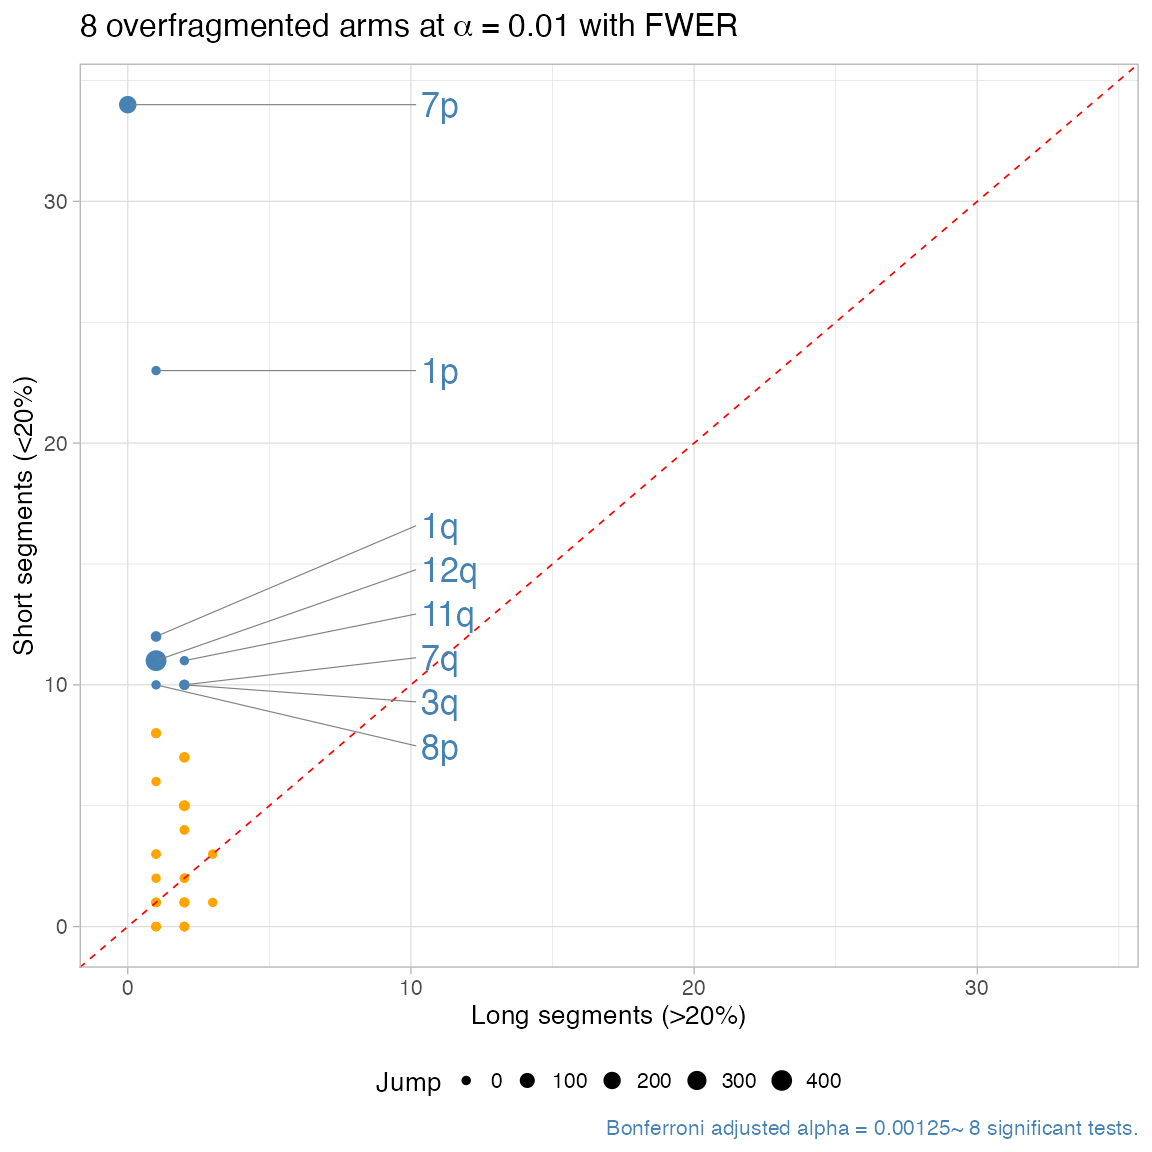 8 overfragmented arms at α = 0.01 with FWER
7p
30
1p
20
1q
12q
11q
7q
10
3q
8p
0
0 10 20 30
Short segments (<20%)
Long segments (>20%)
Jump 0 100 200 300 400
Bonferroni adjusted alpha = 0.00125~ 8 significant tests.